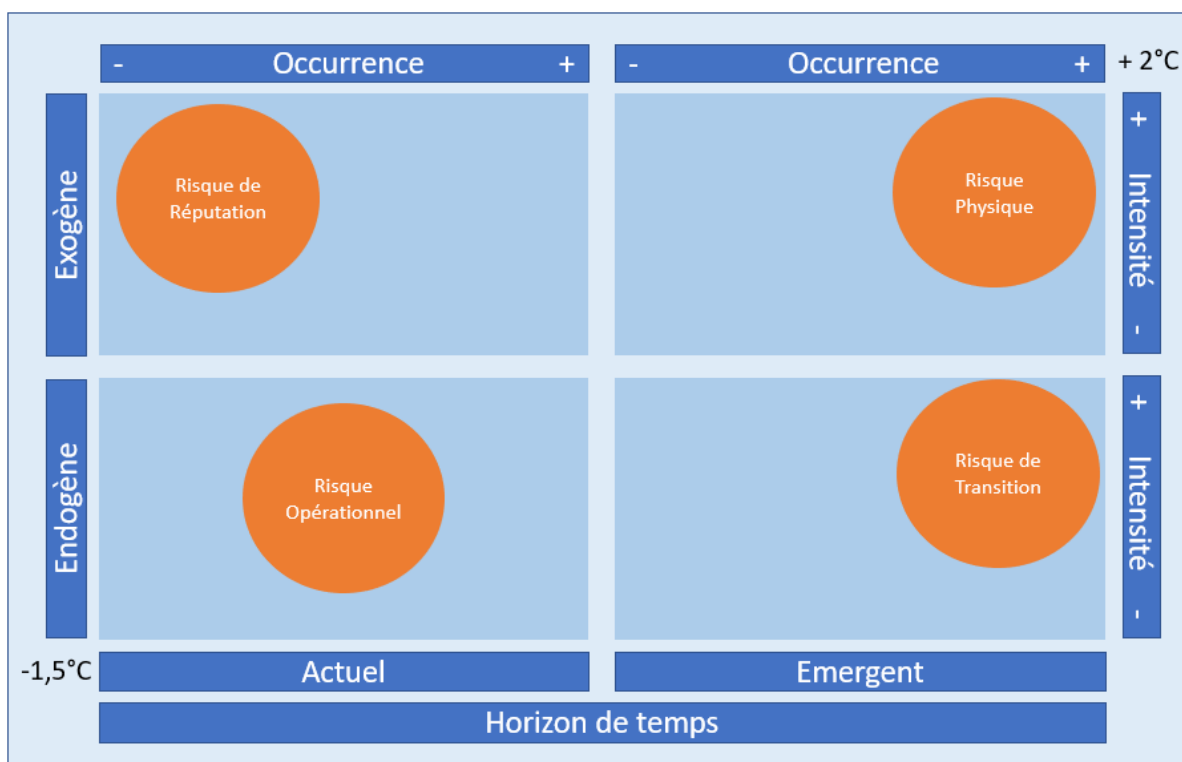 - Occurrence +
- Occurrence +
+ 2°C
Exogène
Risque de
Réputation
Risque
Physique
+ Intensité -
Endogène
Risque
Opérationnel
Risque de
Transition
+ Intensité -
-1,5°C
Actuel
Emergent
Horizon de temps